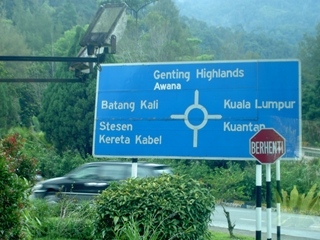 Genting Highlands
Awana
Batang Kali
Kuala Lumpur
Stesen
Kereta Kabel
Kuantan
BERHENTI